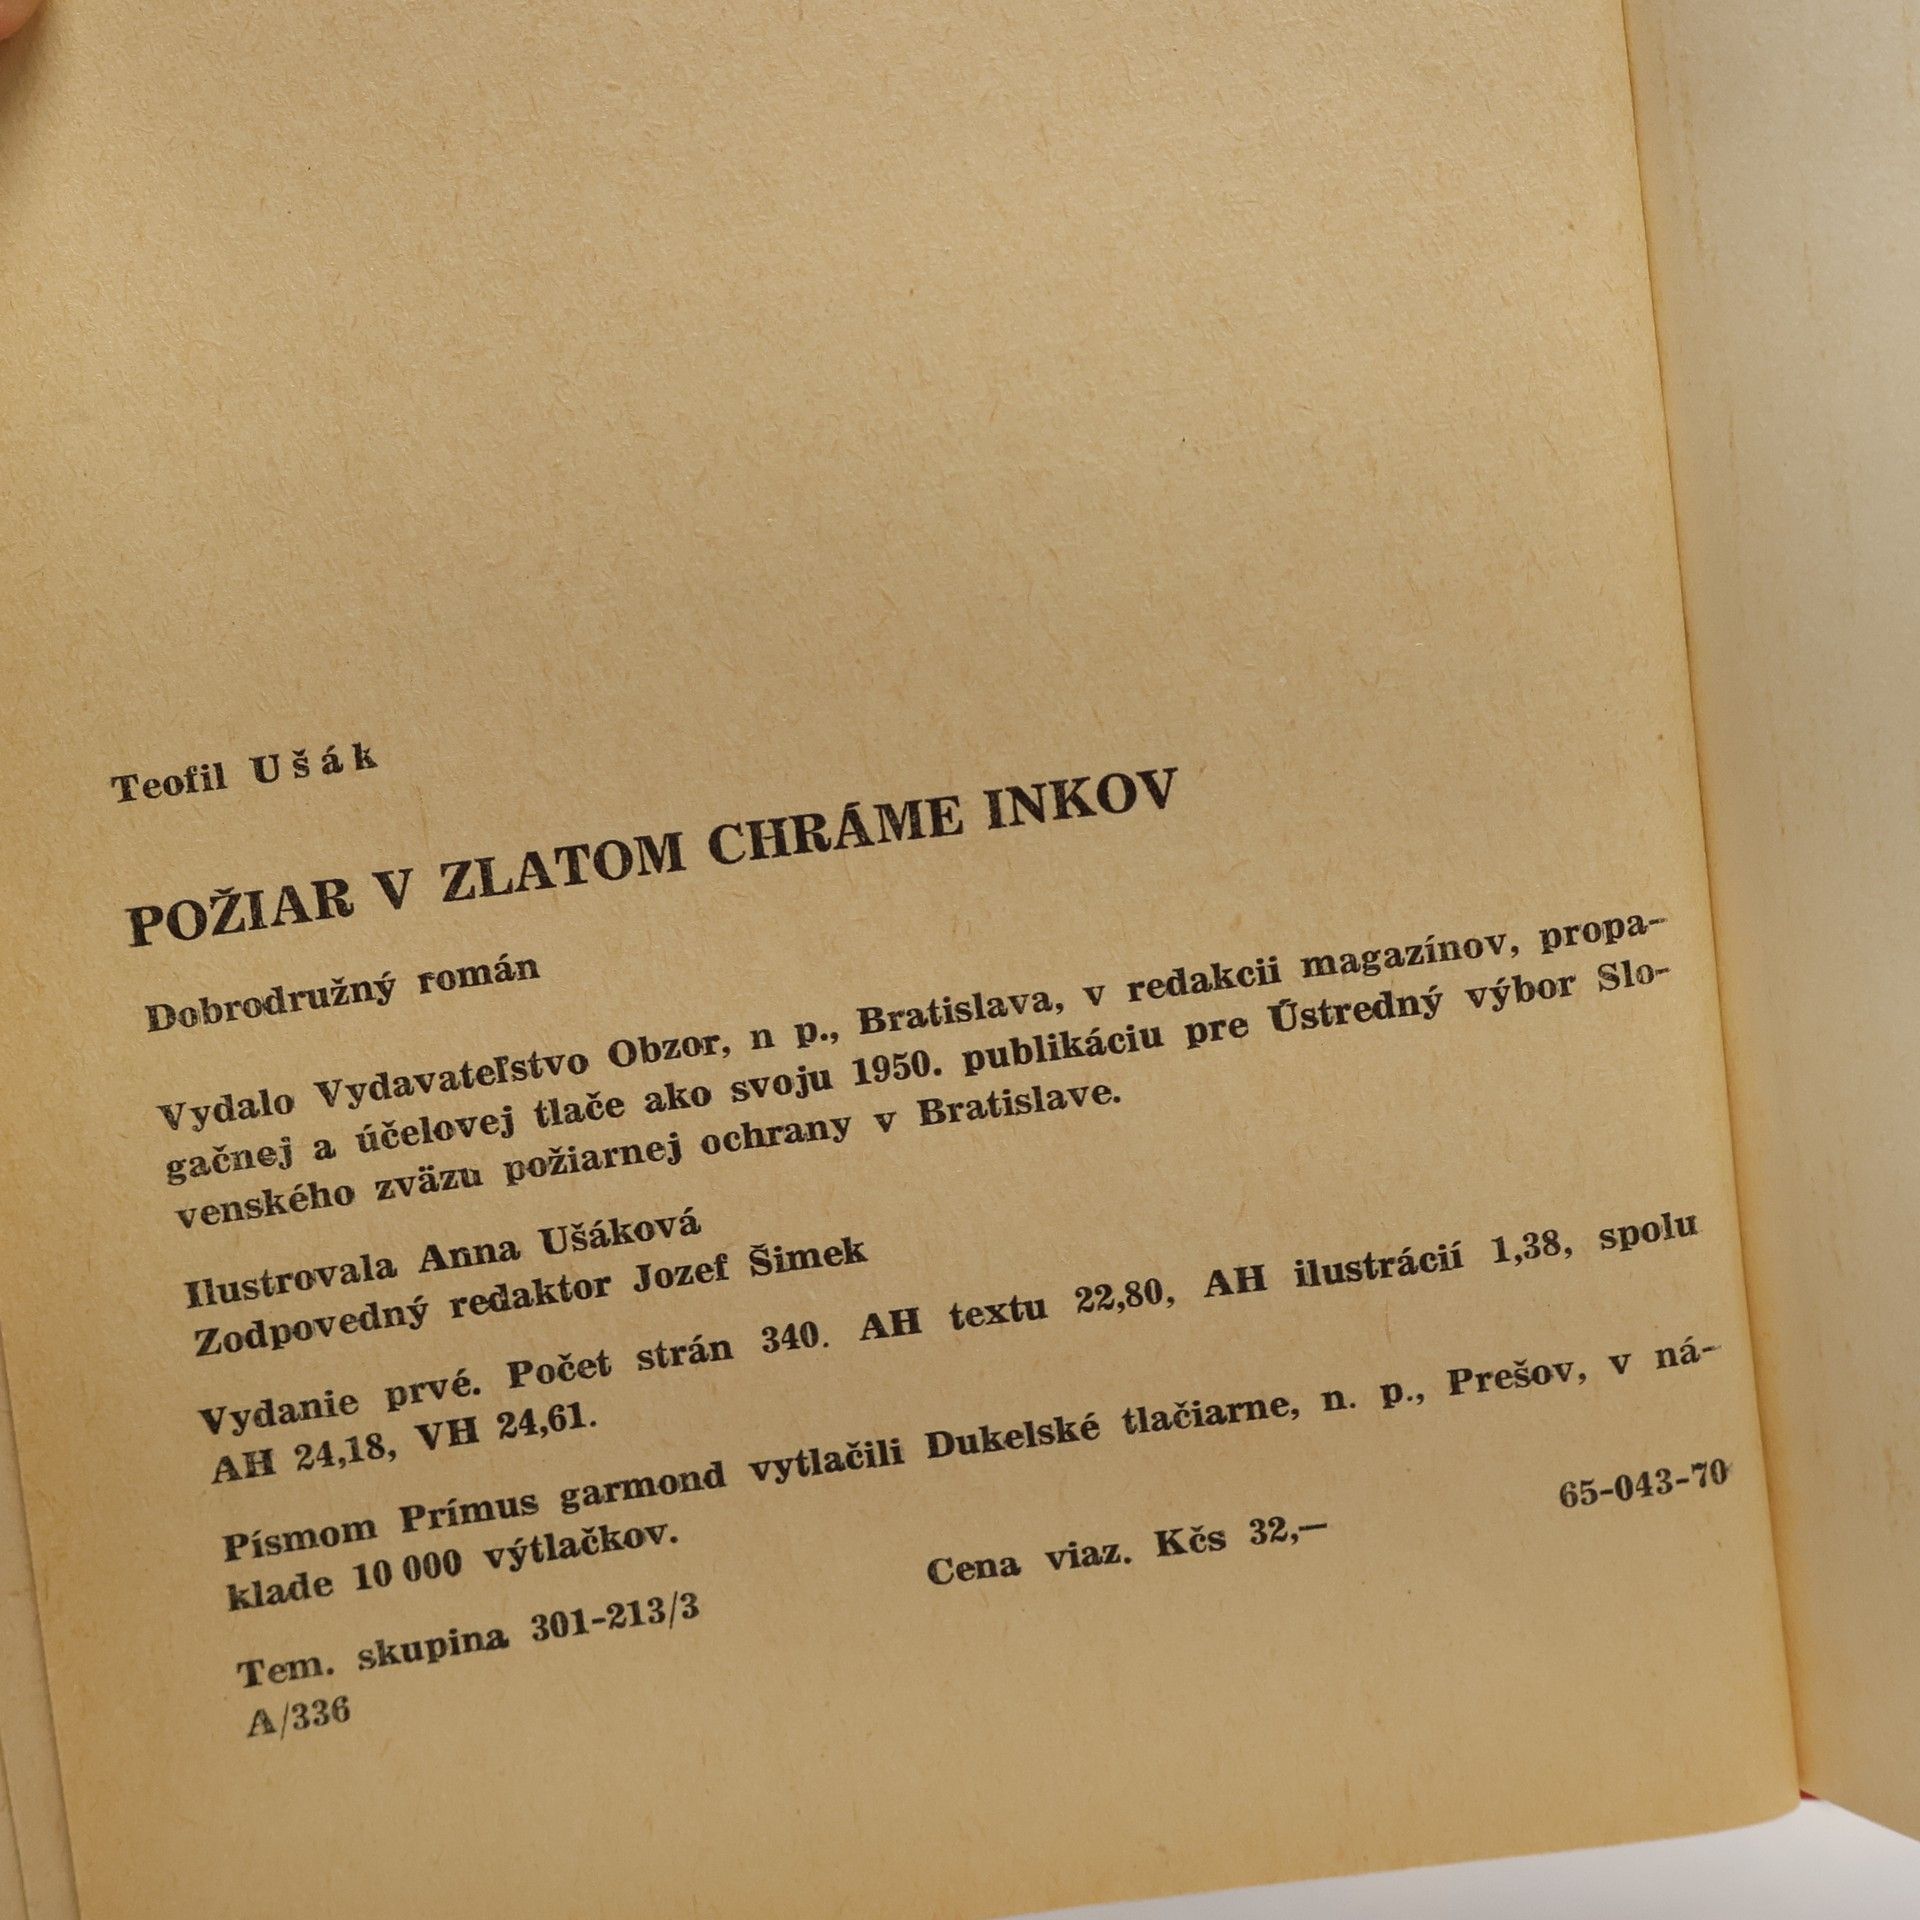 Teofil Ušák
POŽIAR V ZLATOM CHRÁME INKOV
Dobrodružný román
Vydalo Vydavateľstvo Obzor, n p., Bratislava, v redakcii magazínov, propa-
gačnej a účelovej tlače ako svoju 1950. publikáciu pre Ústredný výbor Slo-
venského zväzu požiarnej ochrany v Bratislave.
Ilustrovala Anna Ušáková
Zodpovedný redaktor Jozef Šimek
Vydanie prvé. Počet strán 340. AH textu 22,80, AH ilustrácií 1,38, spolu
AH 24,18, VH 24,61.
Písmom Prímus garmond vytlačili Dukelské tlačiarne, n. p., Prešov, v ná-
klade 10 000 výtlačkov.
65-043-70
Tem. skupina 301-213/3 Cena viaz. Kčs 32,—
A/336